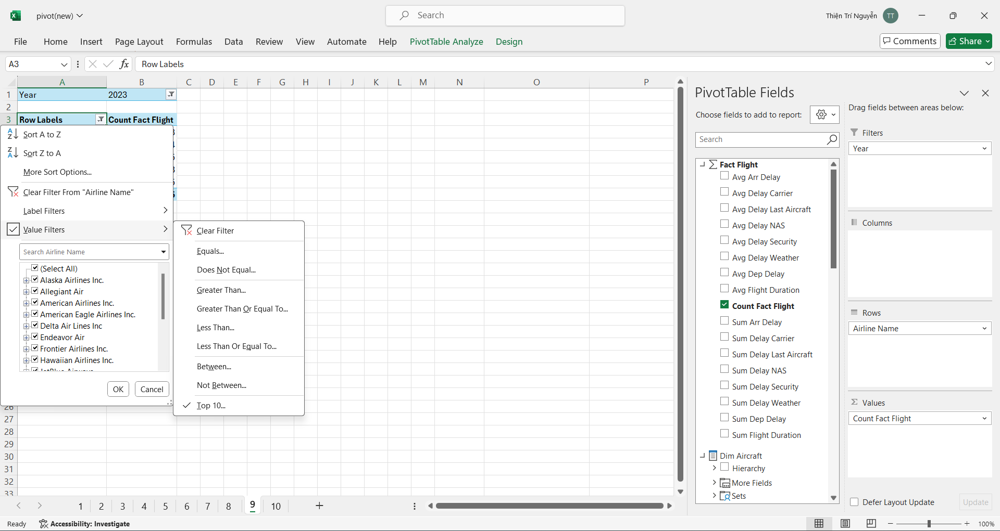 pivot(new)
Search
Thiện Trí Nguyễn
TT
File Home Insert Page Layout Formulas Data Review View Automate Help PivotTable Analyze Design
Comments
Share
A3
fx
Row Labels
A B C D E F G H I J K L M N O P
1 Year 2023
2
3 Row Labels Count Fact Flight
Sort A to Z
Sort Z to A
More Sort Options...
Clear Filter From "Airline Name"
Label Filters
Value Filters
Search Airline Name
(Select All)
Alaska Airlines Inc.
Allegiant Air
American Airlines Inc.
American Eagle Airlines Inc.
Delta Air Lines Inc
Endeavor Air
Frontier Airlines Inc.
Hawaiian Airlines Inc.
JetBlue Airways
OK
Cancel
Clear Filter
Equals...
Does Not Equal...
Greater Than...
Greater Than Or Equal To...
Less Than...
Less Than Or Equal To...
Between...
Not Between...
Top 10...
26
27
28
29
30
31
32
33
1 2 3 4 5 6 7 8 9 10
Ready
Accessibility: Investigate
PivotTable Fields
Choose fields to add to report:
Search
Fact Flight
Avg Arr Delay
Avg Delay Carrier
Avg Delay Last Aircraft
Avg Delay NAS
Avg Delay Security
Avg Delay Weather
Avg Dep Delay
Avg Flight Duration
Count Fact Flight
Sum Arr Delay
Sum Delay Carrier
Sum Delay Last Aircraft
Sum Delay NAS
Sum Delay Security
Sum Delay Weather
Sum Dep Delay
Sum Flight Duration
Dim Aircraft
Hierarchy
More Fields
Sets
Drag fields between areas below:
Filters
Year
Columns
Rows
Airline Name
Values
Count Fact Flight
Defer Layout Update
Update
100%